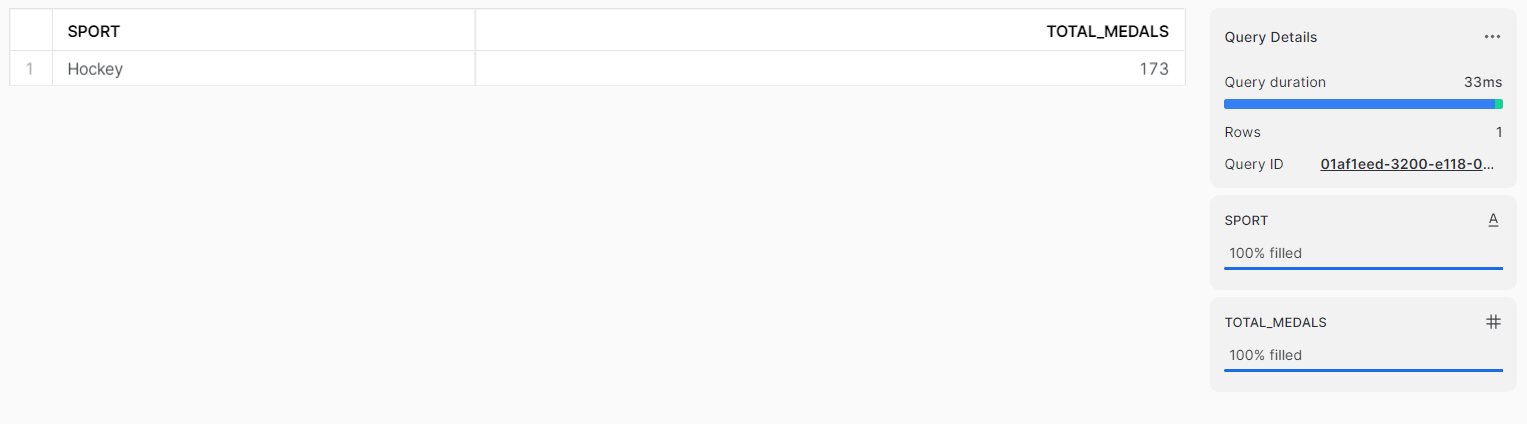 SPORT TOTAL_MEDALS
1 Hockey 173
Query Details ...
Query duration 33ms
Rows 1
Query ID 01af1eed-3200-e118-0...
SPORT A
100% filled
TOTAL_MEDALS #
100% filled